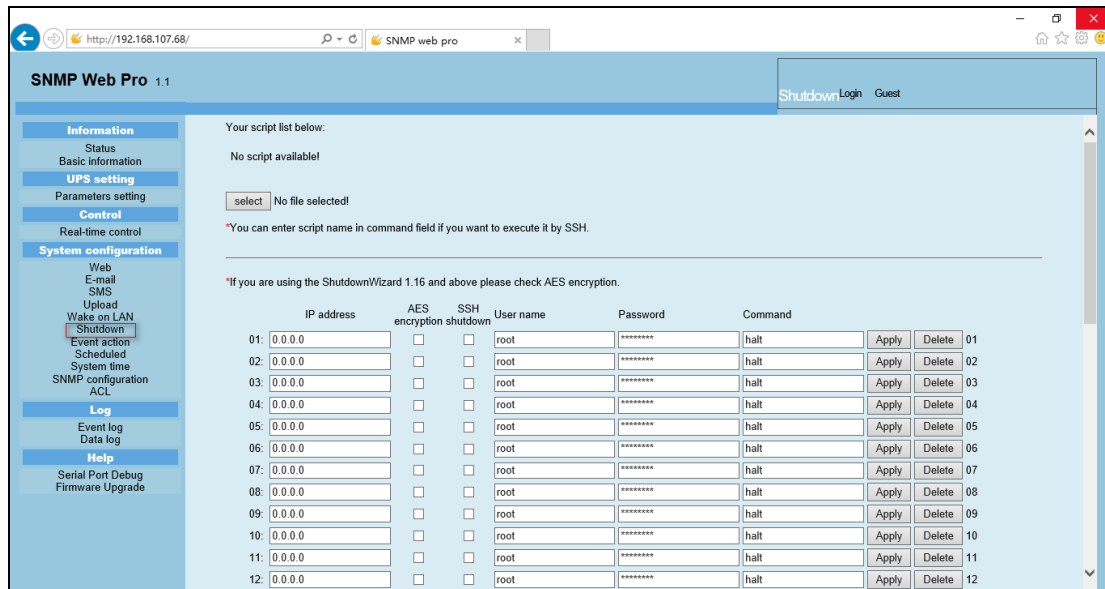 http://192.168.107.68/
SNMP web pro
SNMP Web Pro 1.1
Shutdown Login Guest
Information
Status
Basic information
UPS setting
Parameters setting
Control
Real-time control
System configuration
Web
E-mail
SMS
Upload
Wake on LAN
Shutdown
Event action
Scheduled
System time
SNMP configuration
ACL
Log
Event log
Data log
Help
Serial Port Debug
Firmware Upgrade
Your script list below:
No script available!
select No file selected!
*You can enter script name in command field if you want to execute it by SSH.
*If you are using the ShutdownWizard 1.16 and above please check AES encryption.
IP address AES encryption SSH shutdown User name Password Command
01: 0.0.0.0 root ******** halt Apply Delete 01
02: 0.0.0.0 root ******** halt Apply Delete 02
03: 0.0.0.0 root ******** halt Apply Delete 03
04: 0.0.0.0 root ******** halt Apply Delete 04
05: 0.0.0.0 root ******** halt Apply Delete 05
06: 0.0.0.0 root ******** halt Apply Delete 06
07: 0.0.0.0 root ******** halt Apply Delete 07
08: 0.0.0.0 root ******** halt Apply Delete 08
09: 0.0.0.0 root ******** halt Apply Delete 09
10: 0.0.0.0 root ******** halt Apply Delete 10
11: 0.0.0.0 root ******** halt Apply Delete 11
12: 0.0.0.0 root ******** halt Apply Delete 12